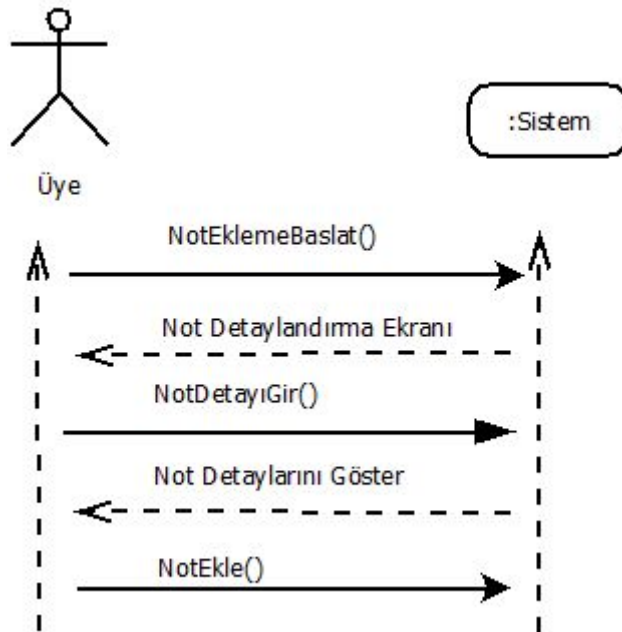 :Sistem
Üye
NotEklemeBaslat()
Not Detaylandırma Ekranı
NotDetayıGir()
Not Detaylarını Göster
NotEkle()